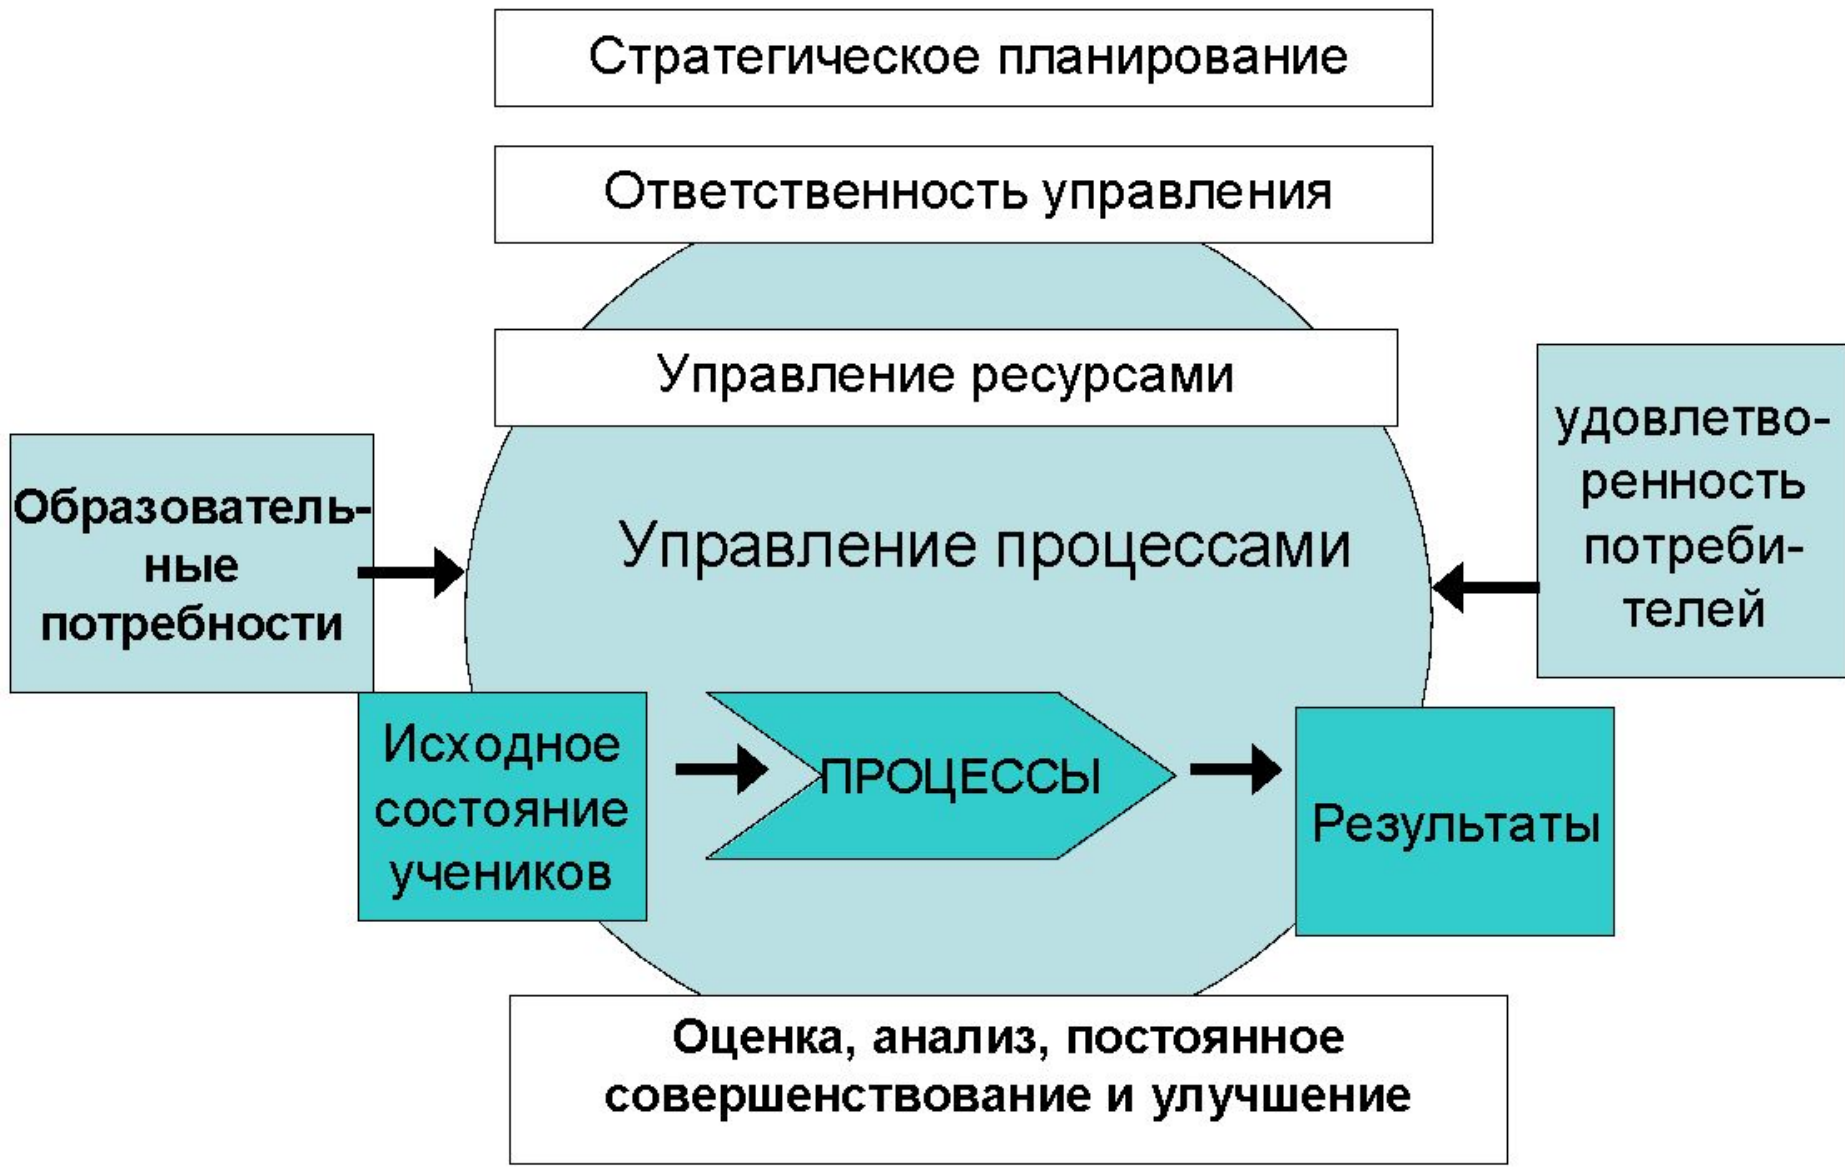 Стратегическое планирование
Ответственность управления
Управление ресурсами
Образователь-
ные
потребности
Управление процессами
удовлетво-
ренность
потреби-
телей
Исходное
состояние
учеников
ПРОЦЕССЫ
Результаты
Оценка, анализ, постоянное
совершенствование и улучшение